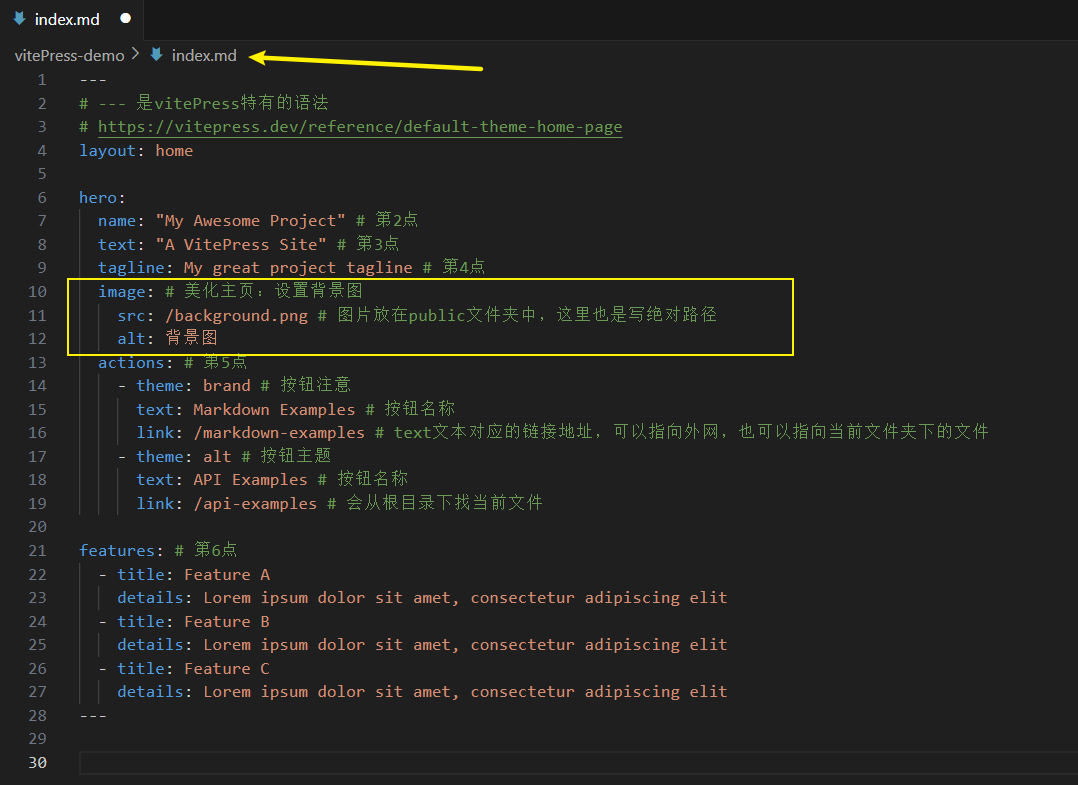 index.md
vitePress-demo > index.md
1 ---
2 # --- 是vitePress特有的语法
3 # https://vitepress.dev/reference/default-theme-home-page
4 layout: home
5
6 hero:
7 name: "My Awesome Project" # 第2点
8 text: "A VitePress Site" # 第3点
9 tagline: My great project tagline # 第4点
10 image: # 美化主页：设置背景图
11 src: /background.png # 图片放在public文件夹中，这里也是写绝对路径
12 alt: 背景图
13 actions: # 第5点
14 - theme: brand # 按钮注意
15 text: Markdown Examples # 按钮名称
16 link: /markdown-examples # text文本对应的链接地址，可以指向外网，也可以指向当前文件夹下的文件
17 - theme: alt # 按钮主题
18 text: API Examples # 按钮名称
19 link: /api-examples # 会从根目录下找当前文件
20
21 features: # 第6点
22 - title: Feature A
23 details: Lorem ipsum dolor sit amet, consectetur adipiscing elit
24 - title: Feature B
25 details: Lorem ipsum dolor sit amet, consectetur adipiscing elit
26 - title: Feature C
27 details: Lorem ipsum dolor sit amet, consectetur adipiscing elit
28 ---
29
30